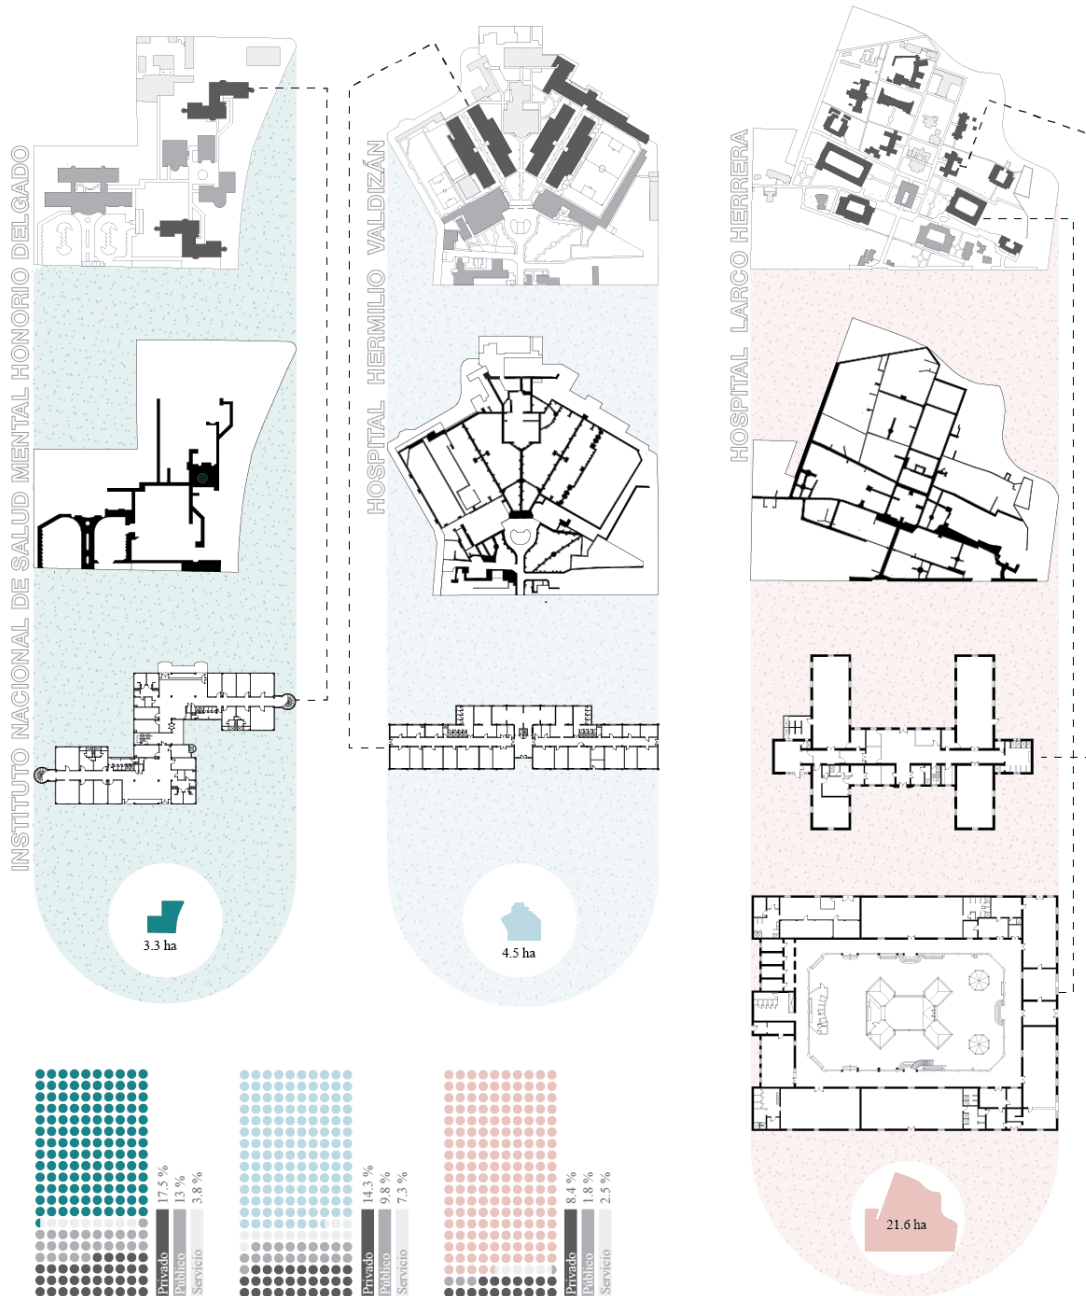 INSTITUTO NACIONAL DE SALUD MENTAL HONORIO DELGADO
HOSPITAL HERMILIO VALDIZÁN
HOSPITAL LARCO HERRERA
3.3 ha
4.5 ha
21.6 ha
Privado 17.5 %
Público 13 %
Servicio 3.8 %
Privado 14.3 %
Público 9.8 %
Servicio 7.3 %
Privado 8.4 %
Público 1.8 %
Servicio 2.5 %